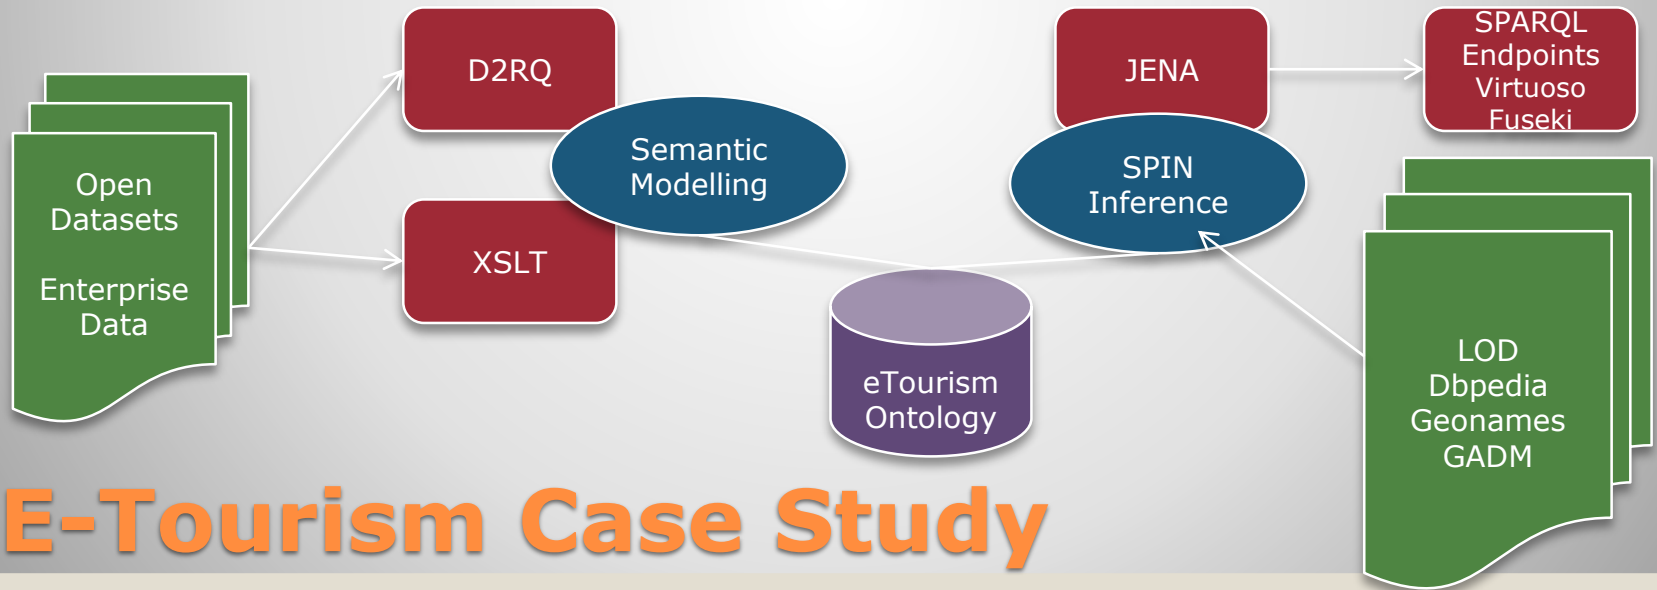 D2RQ
JENA
SPARQL
Endpoints
Virtuoso
Fuseki
Semantic
Modelling
SPIN
Inference
Open
Datasets
Enterprise
Data
XSLT
eTourism
Ontology
LOD
Dbpedia
Geonames
GADM
E-Tourism Case Study